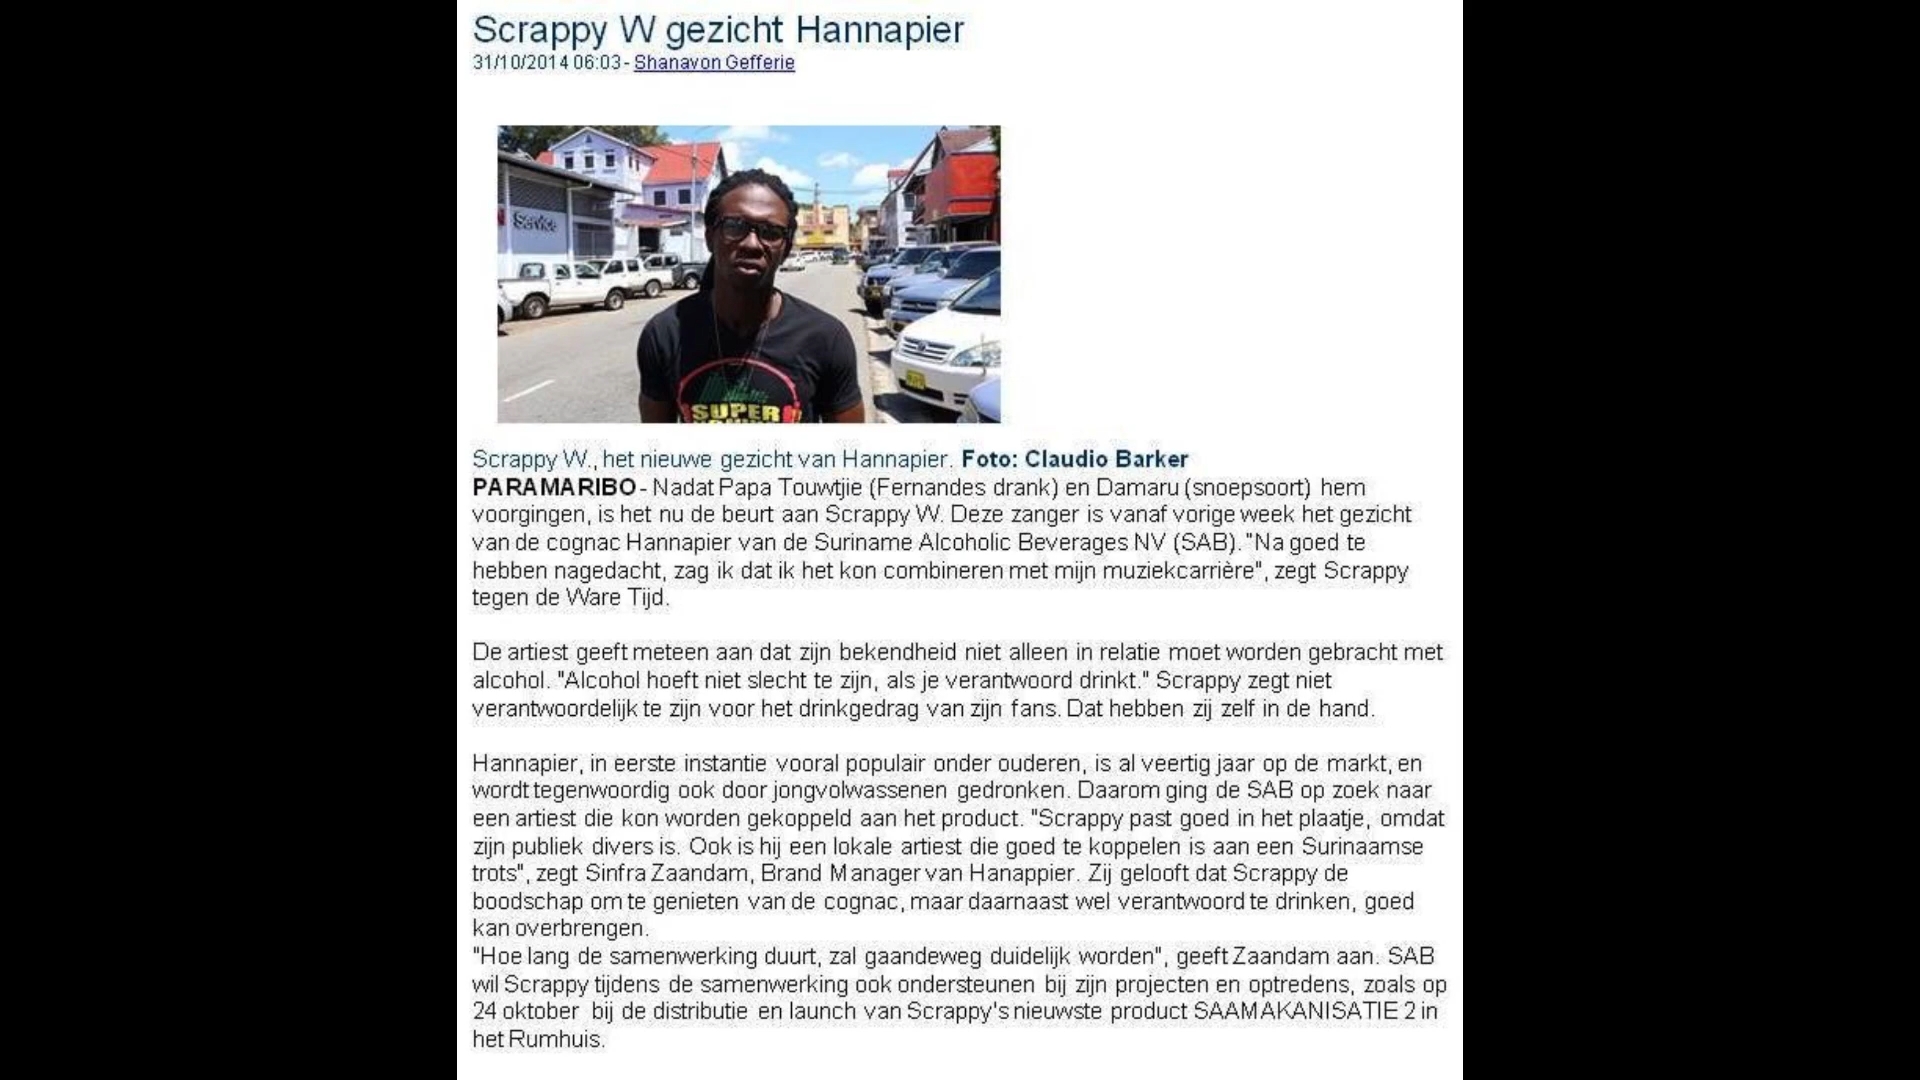 Scrappy W gezicht Hannapier
31/10/2014 06:03 - Shanavon Gefferie
Service
SUPER
Scrappy W., het nieuwe gezicht van Hannapier. Foto: Claudio Barker
PARAMARIBO - Nadat Papa Touwtjie (Fernandes drank) en Damaru (snoepsoort) hem
voorgingen, is het nu de beurt aan Scrappy W. Deze zanger is vanaf vorige week het gezicht
van de cognac Hannapier van de Suriname Alcoholic Beverages NV (SAB). "Na goed te
hebben nagedacht, zag ik dat ik het kon combineren met mijn muziekcarrière", zegt Scrappy
tegen de Ware Tijd.
De artiest geeft meteen aan dat zijn bekendheid niet alleen in relatie moet worden gebracht met
alcohol. "Alcohol hoeft niet slecht te zijn, als je verantwoord drinkt." Scrappy zegt niet
verantwoordelijk te zijn voor het drinkgedrag van zijn fans. Dat hebben zij zelf in de hand.
Hannapier, in eerste instantie vooral populair onder ouderen, is al veertig jaar op de markt, en
wordt tegenwoordig ook door jongvolwassenen gedronken. Daarom ging de SAB op zoek naar
een artiest die kon worden gekoppeld aan het product. "Scrappy past goed in het plaatje, omdat
zijn publiek divers is. Ook is hij een lokale artiest die goed te koppelen is aan een Surinaamse
trots", zegt Sinfra Zaandam, Brand Manager van Hanappier. Zij gelooft dat Scrappy de
boodschap om te genieten van de cognac, maar daarnaast wel verantwoord te drinken, goed
kan overbrengen.
"Hoe lang de samenwerking duurt, zal gaandeweg duidelijk worden", geeft Zaandam aan. SAB
wil Scrappy tijdens de samenwerking ook ondersteunen bij zijn projecten en optredens, zoals op
24 oktober bij de distributie en launch van Scrappy's nieuwste product SAAMAKANISATIE 2 in
het Rumhuis.